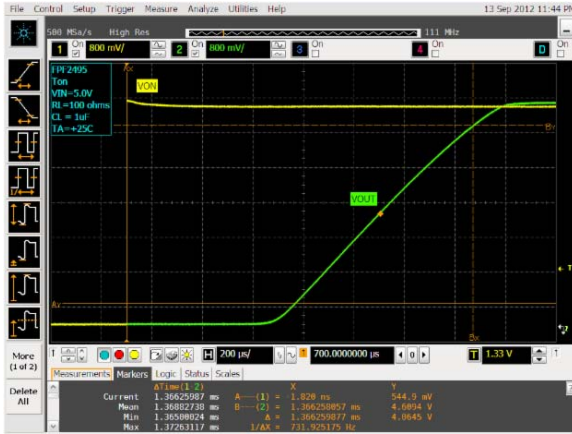 File Control Setup Trigger Measure Analyze Utilities Help 13 Sep 2012 11:44 PM
500 MSa/s High Res 111 MHz
1 On 800 mV/ 2 On 800 mV/ 3 On 4 On D On
FPF2495
Ton
VIN=5.0V
RL=100 ohms
CL = 1uF
TA=+25C
Ax
VON
By
VOUT
T
Ay
Bx
More
(1 of 2)
Delete
All
H 200 µs/ 700.0000000 µs 0 T 1.33 V
Measurements Markers Logic Status Scales
ΔTime(1-2) X Y
Current 1.36625987 ms A---(1) = -1.820 ns 544.9 mV
Mean 1.36882738 ms B---(2) = 1.366258057 ms 4.6094 V
Min 1.36500024 ms Δ = 1.366259877 ms 4.0645 V
Max 1.37263117 ms 1/ΔX = 731.925175 Hz